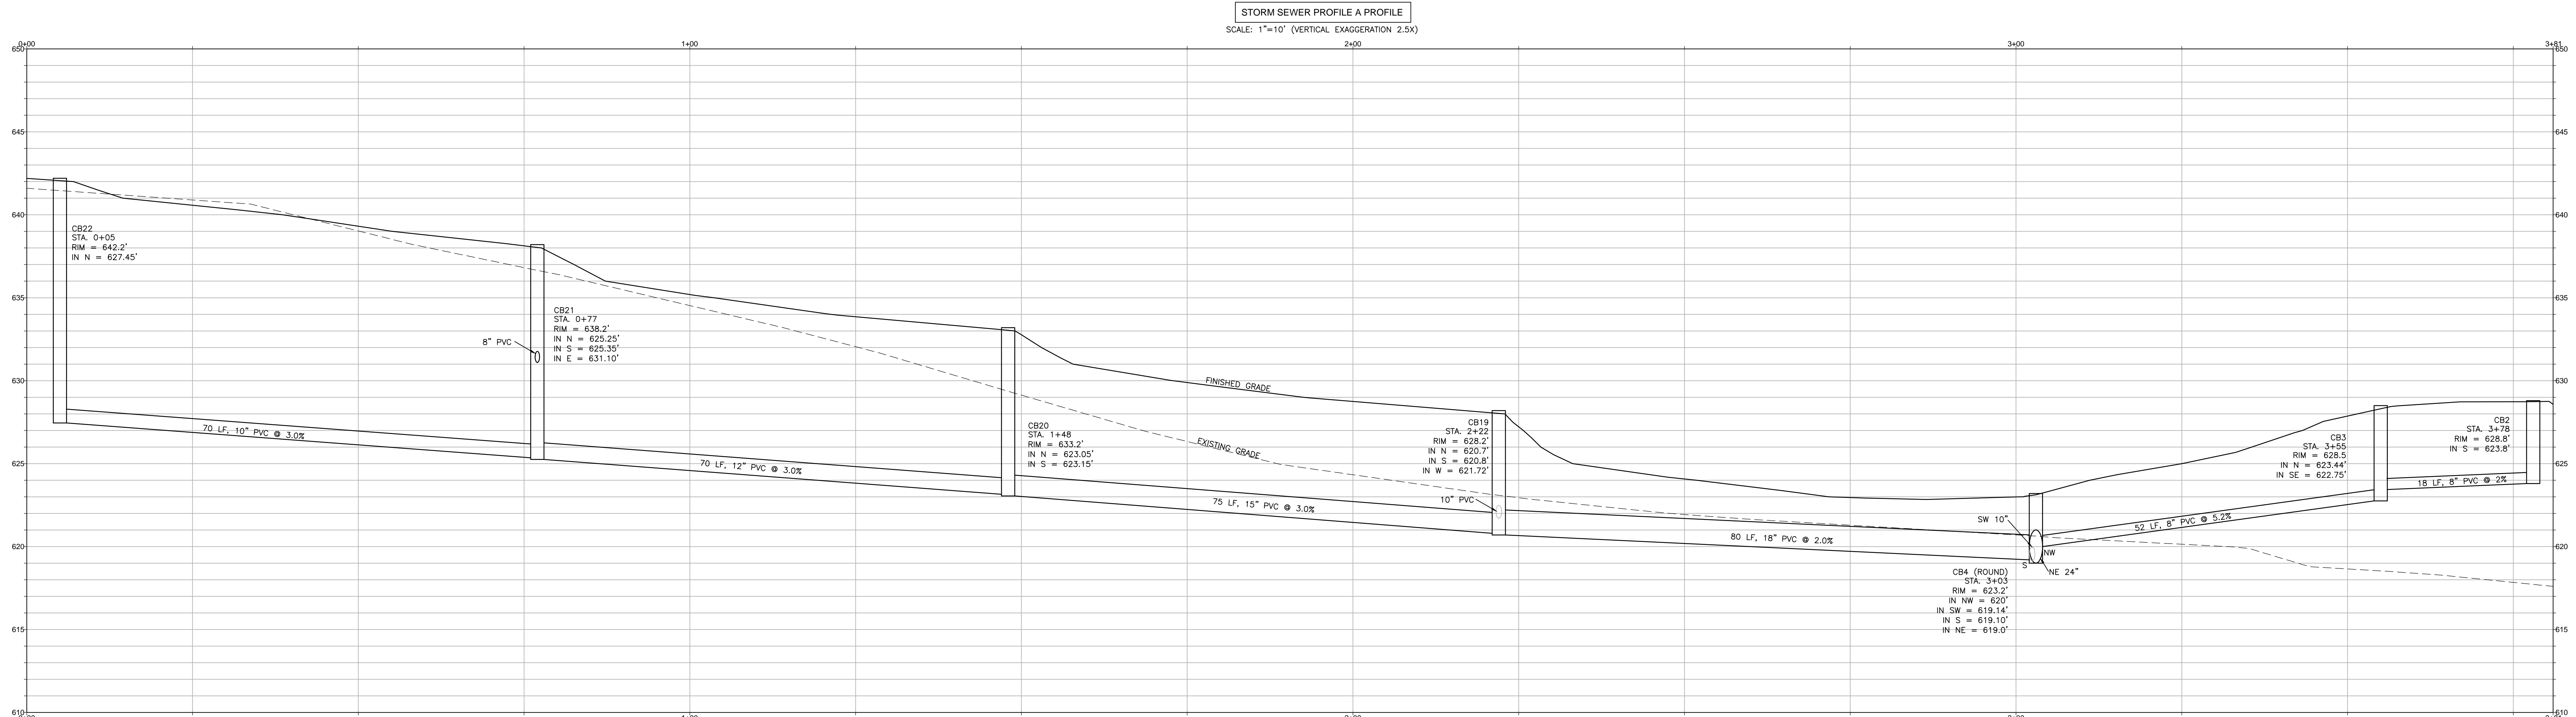 STORM SEWER PROFILE A PROFILE
SCALE: 1"=10' (VERTICAL EXAGGERATION 2.5X)
0+00
1+00
2+00
3+00
3+81
650
650
645
645
640
640
635
635
630
630
625
625
620
620
615
615
610
610
CB22
STA. 0+05
RIM = 642.2'
IN N = 627.45'
70 LF, 10" PVC @ 3.0%
8" PVC
CB21
STA. 0+77
RIM = 638.2'
IN N = 625.25'
IN S = 625.35'
IN E = 631.10'
70 LF, 12" PVC @ 3.0%
CB20
STA. 1+48
RIM = 633.2'
IN N = 623.05'
IN S = 623.15'
FINISHED GRADE
EXISTING GRADE
75 LF, 15" PVC @ 3.0%
CB19
STA. 2+22
RIM = 628.2'
IN N = 620.7'
IN S = 620.8'
IN W = 621.72'
10" PVC
80 LF, 18" PVC @ 2.0%
SW 10"
S
NW
NE 24"
CB4 (ROUND)
STA. 3+03
RIM = 623.2'
IN NW = 620'
IN SW = 619.14'
IN S = 619.10'
IN NE = 619.0'
52 LF, 8" PVC @ 5.2%
CB3
STA. 3+55
RIM = 628.5
IN N = 623.44'
IN SE = 622.75'
18 LF, 8" PVC @ 2%
CB2
STA. 3+78
RIM = 628.8'
IN S = 623.8'